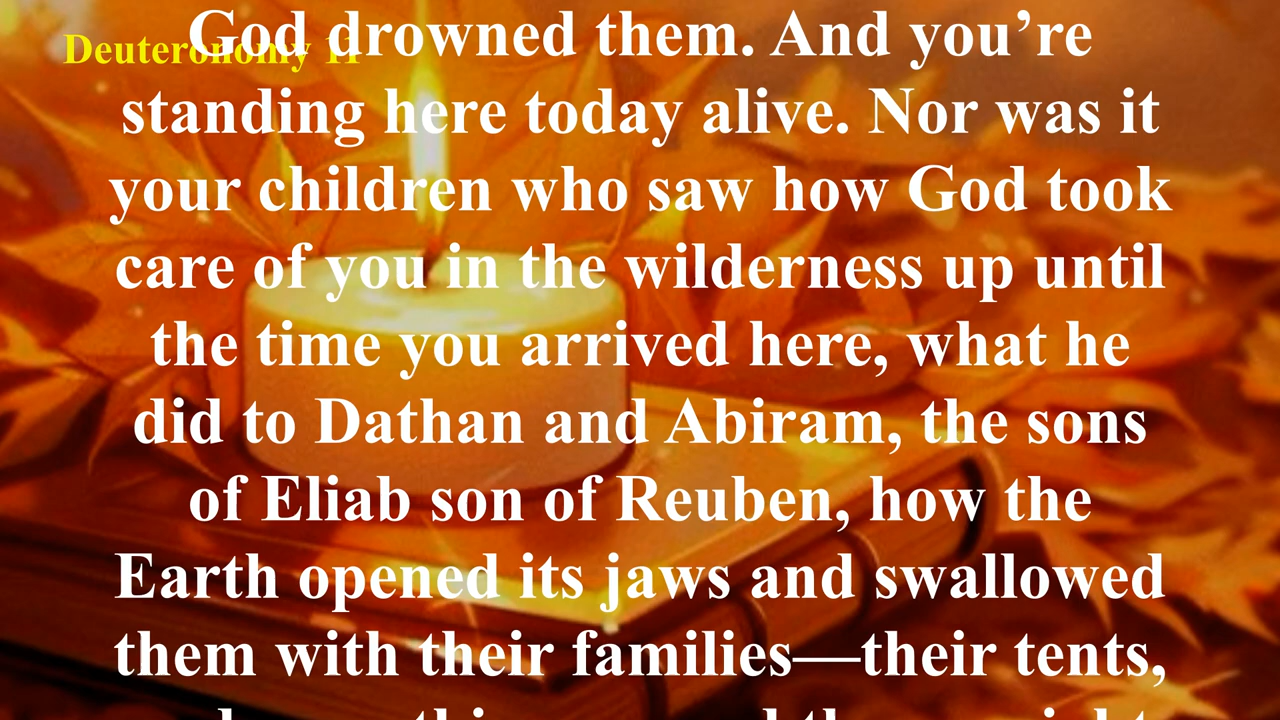 Deuteronomy 11
God drowned them. And you’re
standing here today alive. Nor was it
your children who saw how God took
care of you in the wilderness up until
the time you arrived here, what he
did to Dathan and Abiram, the sons
of Eliab son of Reuben, how the
Earth opened its jaws and swallowed
them with their families—their tents,